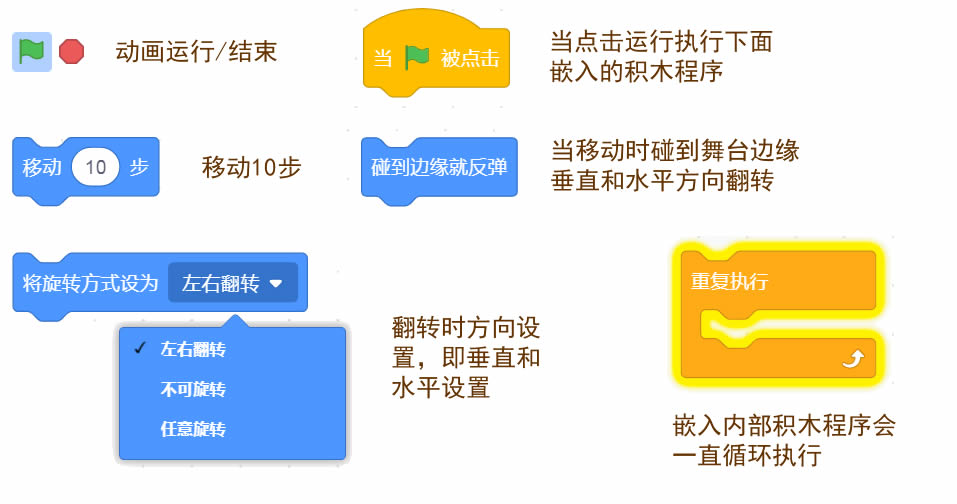 动画运行/结束
当 被点击
当点击运行执行下面
嵌入的积木程序
移动 10 步
移动10步
碰到边缘就反弹
当移动时碰到舞台边缘
垂直和水平方向翻转
将旋转方式设为 左右翻转
左右翻转
不可旋转
任意旋转
翻转时方向设
置，即垂直和
水平设置
重复执行
嵌入内部积木程序会
一直循环执行